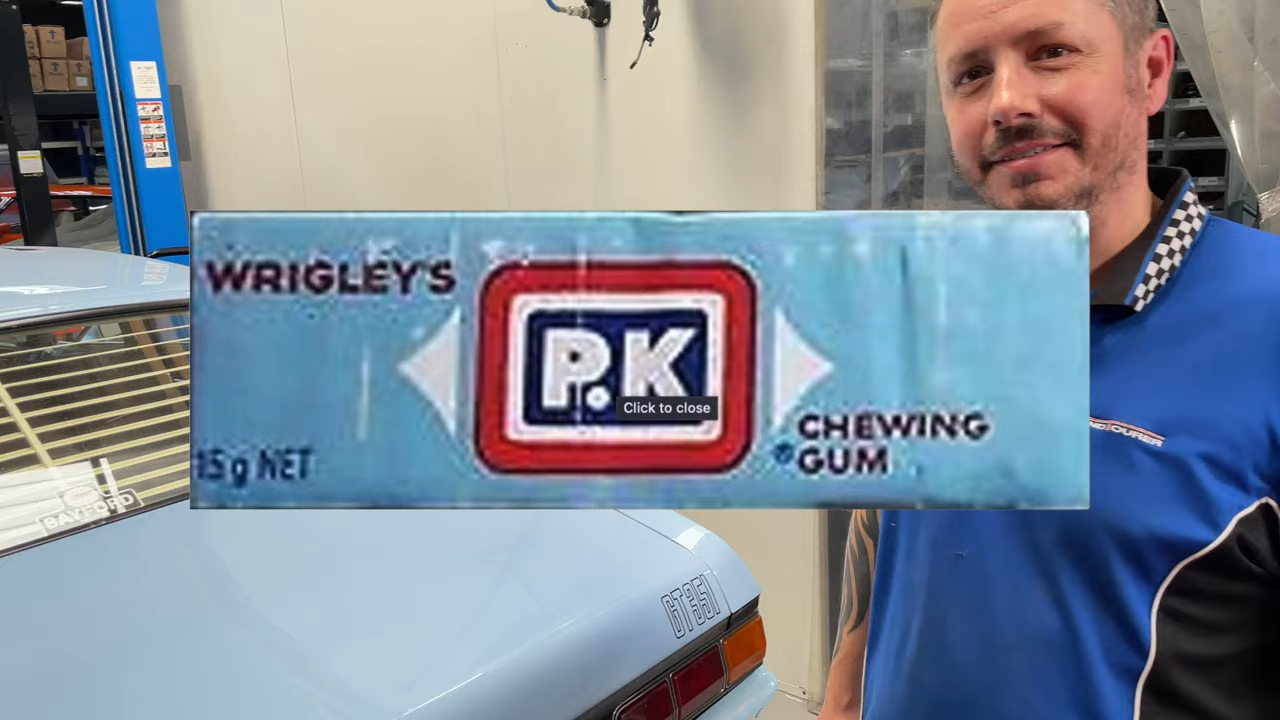 WRIGLEY'S
P.K
Click to close
CHEWING
GUM
15g NET
BAYFORD
GT351